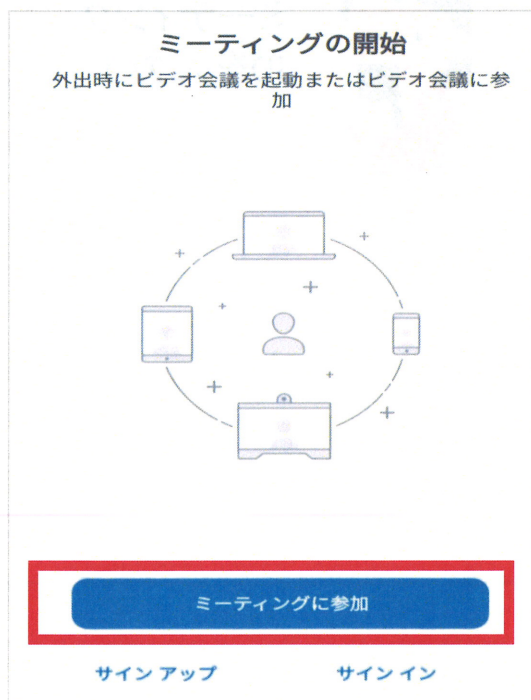 ミーティングの開始
外出時にビデオ会議を起動またはビデオ会議に参
加
ミーティングに参加
サイン アップ
サイン イン